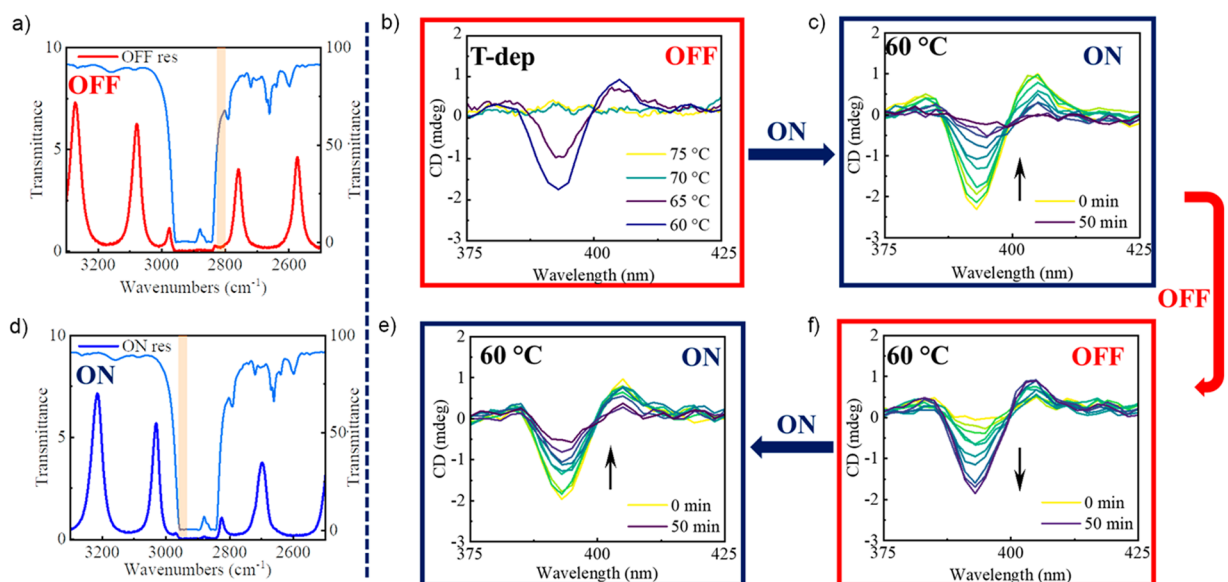 a)
OFF res
OFF
Transmittance
10
5
0
100
50
0
Transmittance
3200 3000 2800 2600
Wavenumbers (cm-1)
b)
T-dep
OFF
CD (mdeg)
2
1
0
-1
-2
-3
75 °C
70 °C
65 °C
60 °C
375 400 425
Wavelength (nm)
ON
c)
60 °C
ON
CD (mdeg)
2
1
0
-1
-2
-3
0 min
50 min
375 400 425
Wavelength (nm)
OFF
d)
ON res
ON
Transmittance
10
5
0
100
50
0
Transmittance
3200 3000 2800 2600
Wavenumbers (cm-1)
e)
60 °C
ON
CD (mdeg)
2
1
0
-1
-2
-3
0 min
50 min
375 400 425
Wavelength (nm)
ON
f)
60 °C
OFF
CD (mdeg)
2
1
0
-1
-2
-3
0 min
50 min
375 400 425
Wavelength (nm)